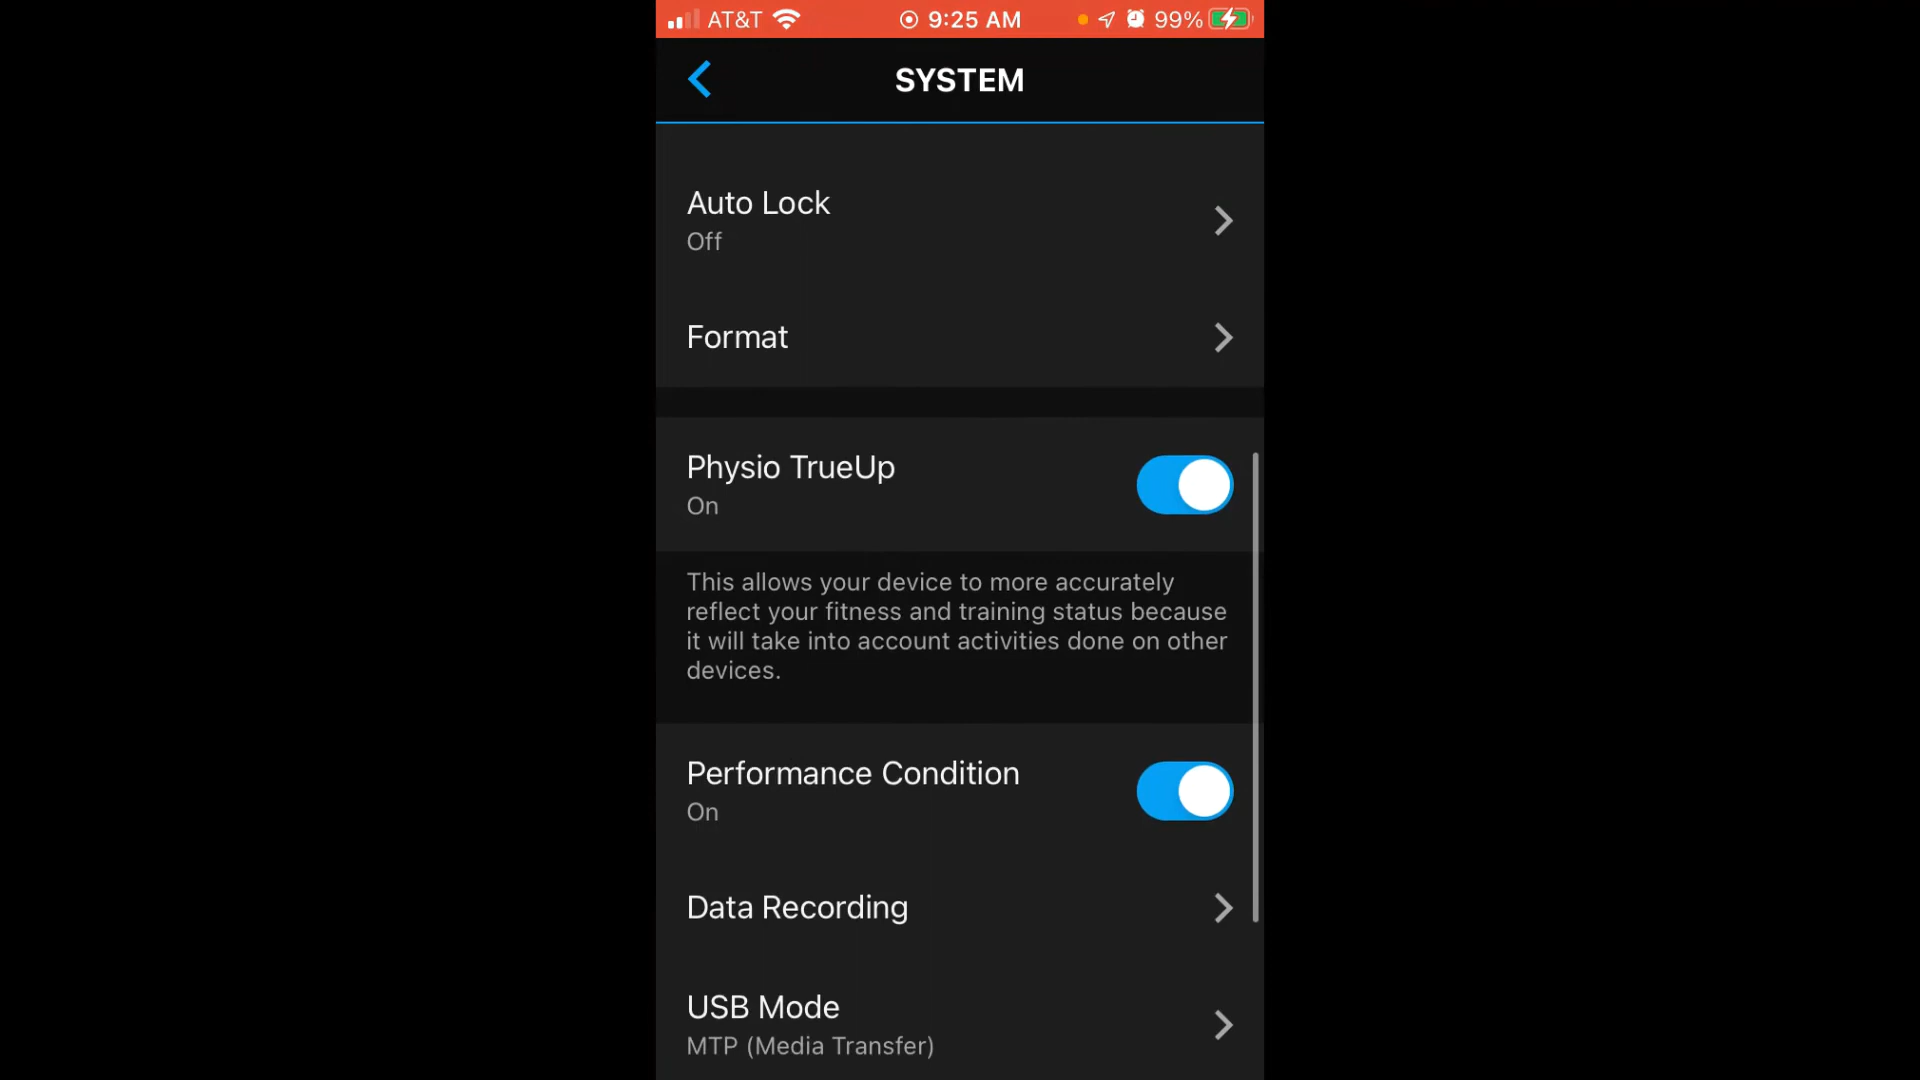 AT&T 9:25 AM 99%
SYSTEM
Auto Lock
Off
Format
Physio TrueUp
On
This allows your device to more accurately
reflect your fitness and training status because
it will take into account activities done on other
devices.
Performance Condition
On
Data Recording
USB Mode
MTP (Media Transfer)